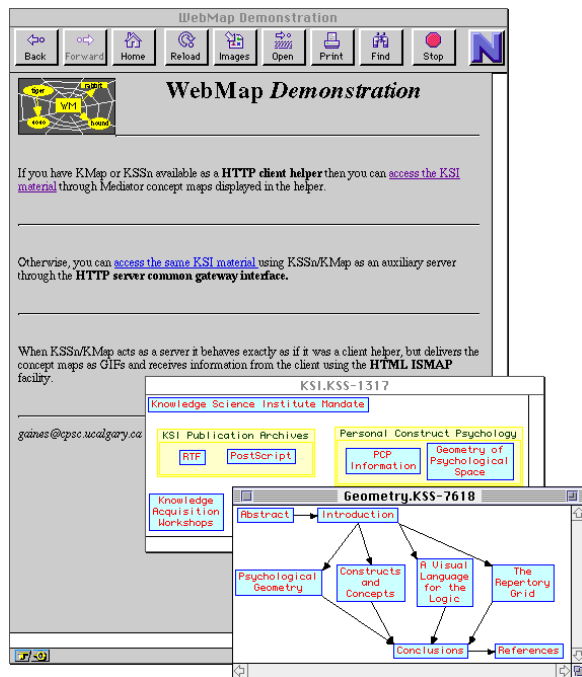 WebMap Demonstration
Back Forward Home Reload Images Open Print Find Stop N
tiger
rabbit
WM
hound
WebMap Demonstration
If you have KMap or KSSn available as a HTTP client helper then you can access the KSI
material through Mediator concept maps displayed in the helper.
Otherwise, you can access the same KSI material using KSSn/KMap as an auxiliary server
through the HTTP server common gateway interface.
When KSSn/KMap acts as a server it behaves exactly as if it was a client helper, but delivers the
concept maps as GIFs and receives information from the client using the HTML ISMAP
facility.
gaines@cpsc.ucalgary.ca
KSI.KSS-1317
Knowledge Science Institute Mandate
KSI Publication Archives
RTF
PostScript
Personal Construct Psychology
PCP
Information
Geometry of
Psychological
Space
Knowledge
Acquisition
Workshops
Geometry.KSS-7618
Abstract
Introduction
Psychological
Geometry
Constructs
and
Concepts
A Visual
Language
for the
Logic
The
Repertory
Grid
Conclusions
References